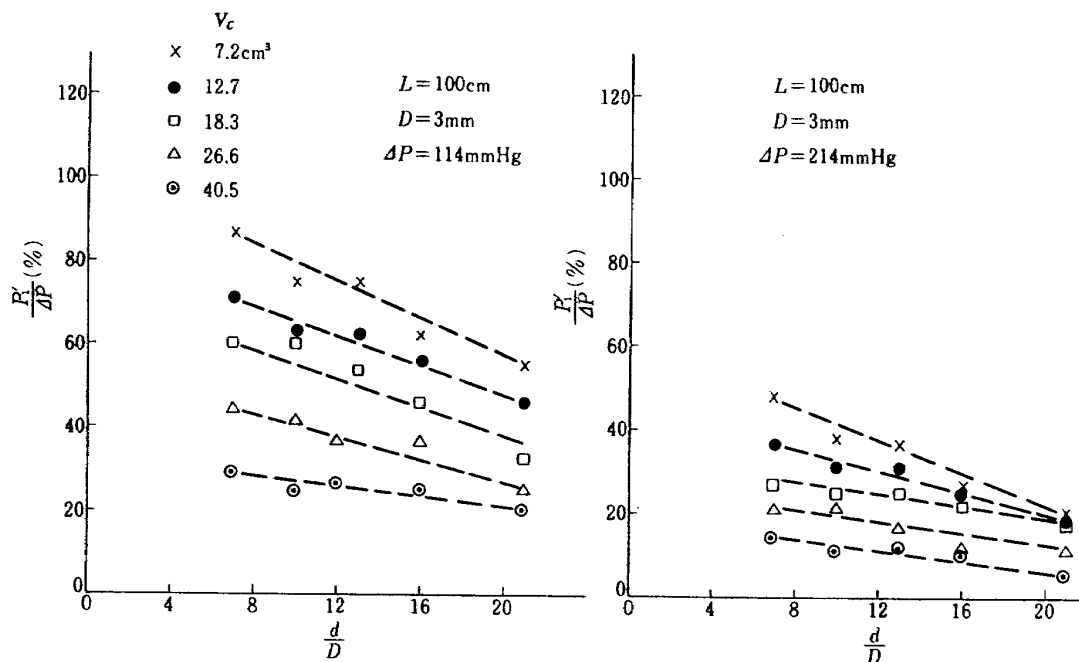 V_c
× 7.2cm³
● 12.7
□ 18.3
△ 26.6
⊙ 40.5
L=100cm
D=3mm
ΔP=114mmHg
120
100
80
60
40
20
0
P₁′/ΔP (%)
0 4 8 12 16 20
d/D
L=100cm
D=3mm
ΔP=214mmHg
120
100
80
60
40
20
0
P₁′/ΔP (%)
0 4 8 12 16 20
d/D